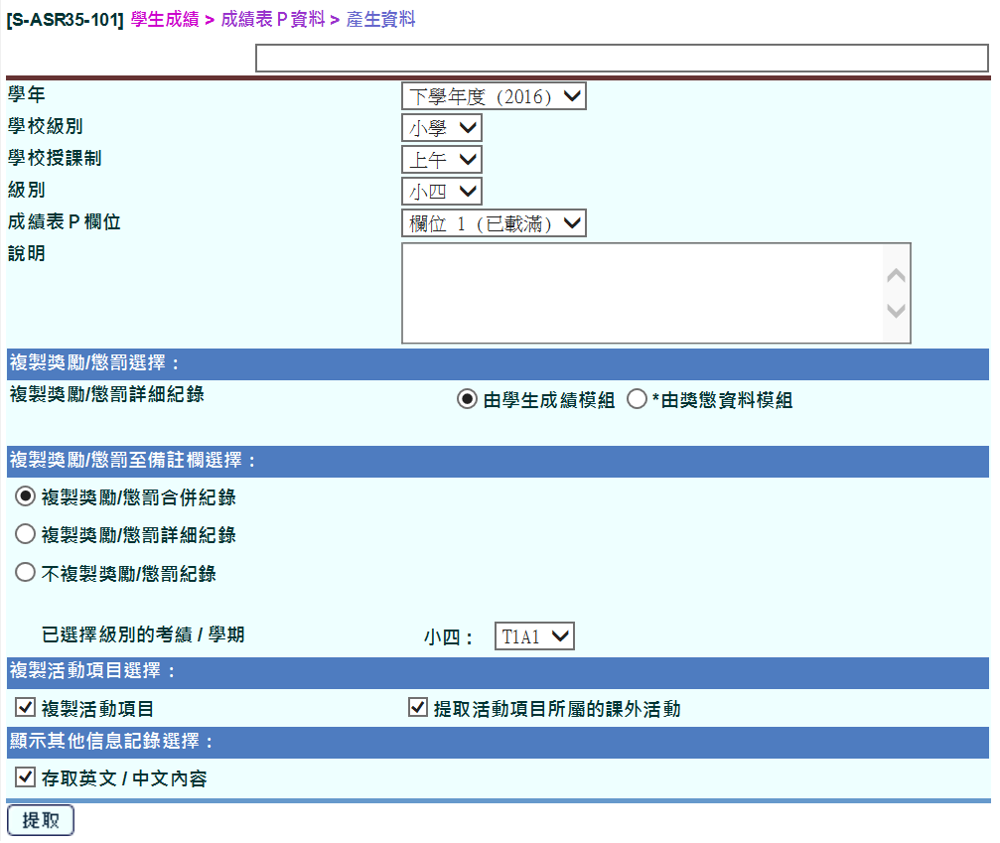 [S-ASR35-101] 學生成績 > 成績表 P 資料 > 產生資料
學年 下學年度 (2016)
學校級別 小學
學校授課制 上午
級別 小四
成績表 P 欄位 欄位 1 (已載滿)
說明
複製獎勵/懲罰選擇：
複製獎勵/懲罰詳細紀錄 由學生成績模組 *由獎懲資料模組
複製獎勵/懲罰至備註欄選擇：
複製獎勵/懲罰合併紀錄
複製獎勵/懲罰詳細紀錄
不複製獎勵/懲罰紀錄
已選擇級別的考績 / 學期 小四： T1A1
複製活動項目選擇：
複製活動項目 提取活動項目所屬的課外活動
顯示其他信息記錄選擇：
存取英文 / 中文內容
提取